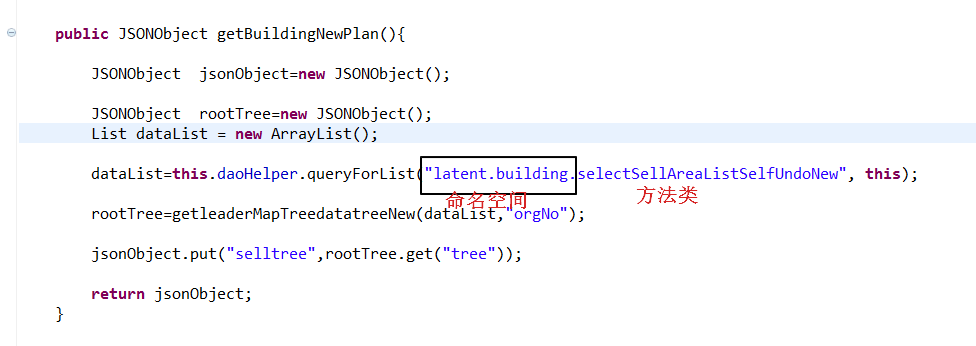 public JSONObject getBuildingNewPlan(){
JSONObject  jsonObject=new JSONObject();
JSONObject  rootTree=new JSONObject();
List dataList = new ArrayList();
dataList=this.daoHelper.queryForList("latent.building.selectSellAreaListSelfUndoNew", this);
命名空间
方法类
rootTree=getleaderMapTreedatatreeNew(dataList,"orgNo");
jsonObject.put("selltree",rootTree.get("tree"));
return jsonObject;
}